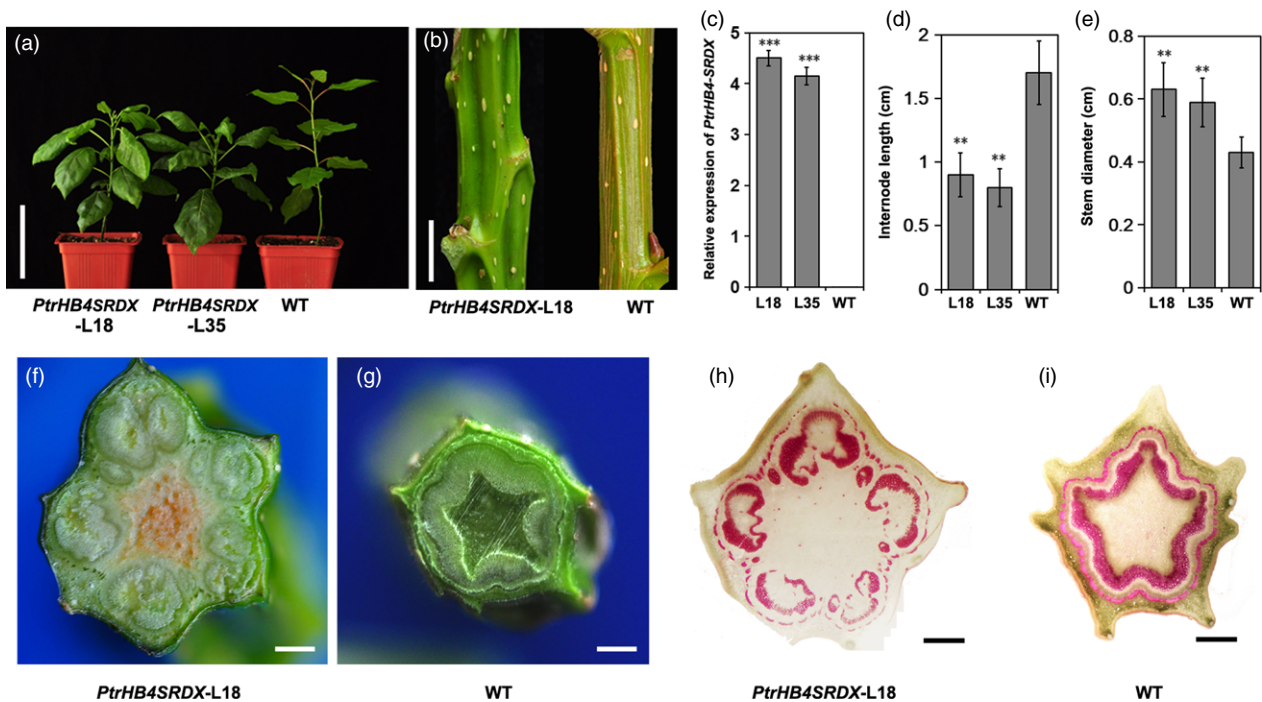 (a)
PtrHB4SRDX
-L18
PtrHB4SRDX
-L35
WT
(b)
PtrHB4SRDX-L18
WT
(c)
Relative expression of PtrHB4-SRDX
5
4
3
2
1
0
***
***
L18
L35
WT
(d)
Internode length (cm)
2
1.5
1
0.5
0
**
**
L18
L35
WT
(e)
Stem diameter (cm)
0.8
0.6
0.4
0.2
0
**
**
L18
L35
WT
(f)
PtrHB4SRDX-L18
(g)
WT
(h)
PtrHB4SRDX-L18
(i)
WT